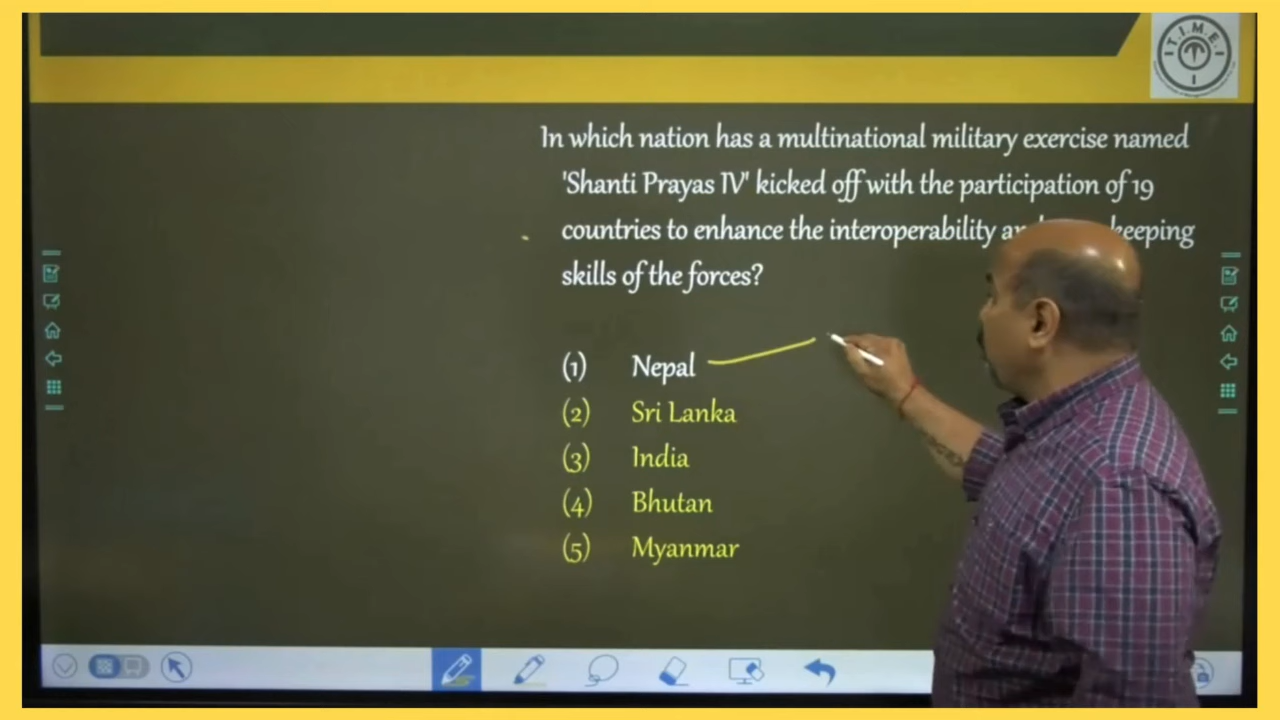 T.I.M.E.
In which nation has a multinational military exercise named
'Shanti Prayas IV' kicked off with the participation of 19
countries to enhance the interoperability keeping
skills of the forces?
(1) Nepal
(2) Sri Lanka
(3) India
(4) Bhutan
(5) Myanmar